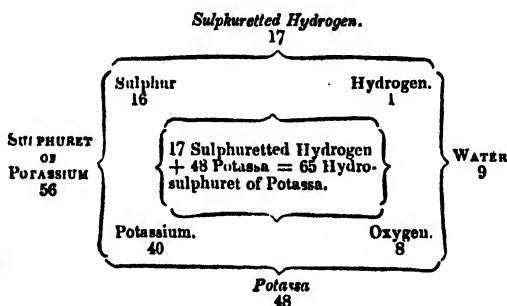 Sulphuretted Hydrogen.
17
Sulphur
16
Hydrogen.
1
SULPHURET
OF
POTASSIUM
56
17 Sulphuretted Hydrogen
+ 48 Potassa = 65 Hydro-
sulphuret of Potassa.
WATER
9
Potassium.
40
Oxygen.
8
Potassa
48